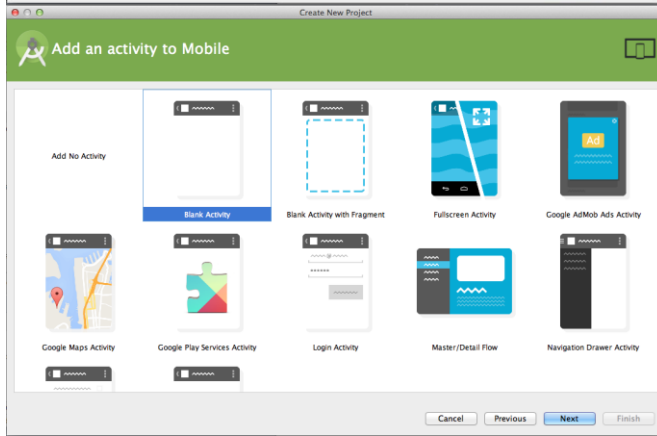 Create New Project
Add an activity to Mobile
Add No Activity
Blank Activity
Blank Activity with Fragment
Fullscreen Activity
Ad
Google AdMob Ads Activity
Google Maps Activity
Google Play Services Activity
Login Activity
Master/Detail Flow
Navigation Drawer Activity
Cancel
Previous
Next
Finish